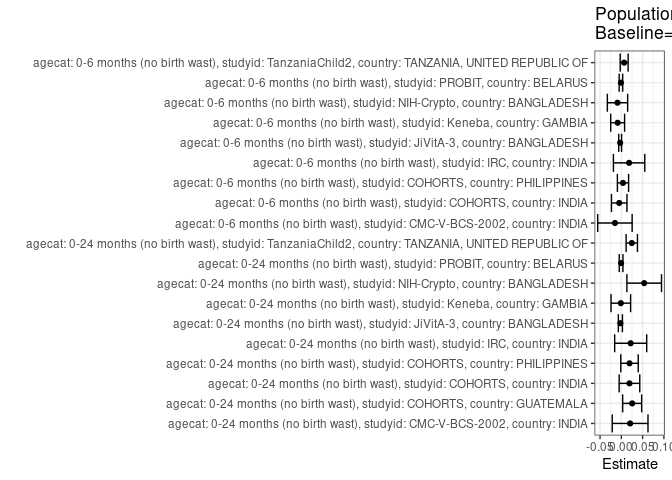 Population
Baseline=
agecat: 0-6 months (no birth wast), studyid: TanzaniaChild2, country: TANZANIA, UNITED REPUBLIC OF
agecat: 0-6 months (no birth wast), studyid: PROBIT, country: BELARUS
agecat: 0-6 months (no birth wast), studyid: NIH-Crypto, country: BANGLADESH
agecat: 0-6 months (no birth wast), studyid: Keneba, country: GAMBIA
agecat: 0-6 months (no birth wast), studyid: JiVitA-3, country: BANGLADESH
agecat: 0-6 months (no birth wast), studyid: IRC, country: INDIA
agecat: 0-6 months (no birth wast), studyid: COHORTS, country: PHILIPPINES
agecat: 0-6 months (no birth wast), studyid: COHORTS, country: INDIA
agecat: 0-6 months (no birth wast), studyid: CMC-V-BCS-2002, country: INDIA
agecat: 0-24 months (no birth wast), studyid: TanzaniaChild2, country: TANZANIA, UNITED REPUBLIC OF
agecat: 0-24 months (no birth wast), studyid: PROBIT, country: BELARUS
agecat: 0-24 months (no birth wast), studyid: NIH-Crypto, country: BANGLADESH
agecat: 0-24 months (no birth wast), studyid: Keneba, country: GAMBIA
agecat: 0-24 months (no birth wast), studyid: JiVitA-3, country: BANGLADESH
agecat: 0-24 months (no birth wast), studyid: IRC, country: INDIA
agecat: 0-24 months (no birth wast), studyid: COHORTS, country: PHILIPPINES
agecat: 0-24 months (no birth wast), studyid: COHORTS, country: INDIA
agecat: 0-24 months (no birth wast), studyid: COHORTS, country: GUATEMALA
agecat: 0-24 months (no birth wast), studyid: CMC-V-BCS-2002, country: INDIA
-0.05 0.00 0.05 0.10
Estimate